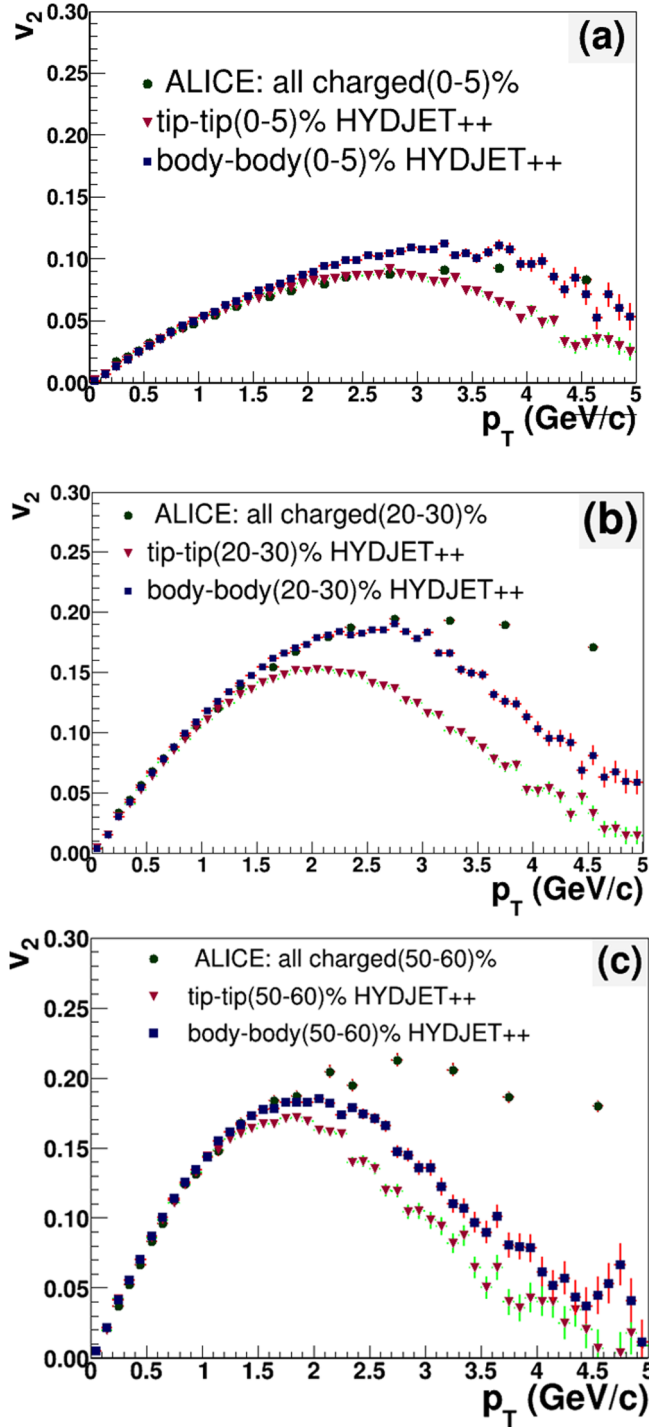 v2
(a)
0.30
ALICE: all charged(0-5)%
0.25
tip-tip(0-5)% HYDJET++
0.20
body-body(0-5)% HYDJET++
0.15
0.10
0.05
0.00
0 0.5 1 1.5 2 2.5 3 3.5 4 4.5 5
pT (GeV/c)
v2
(b)
0.30
ALICE: all charged(20-30)%
0.25
tip-tip(20-30)% HYDJET++
body-body(20-30)% HYDJET++
0.20
0.15
0.10
0.05
0.00
0 0.5 1 1.5 2 2.5 3 3.5 4 4.5 5
pT (GeV/c)
v2
(c)
0.30
ALICE: all charged(50-60)%
0.25
tip-tip(50-60)% HYDJET++
body-body(50-60)% HYDJET++
0.20
0.15
0.10
0.05
0.00
0 0.5 1 1.5 2 2.5 3 3.5 4 4.5 5
pT (GeV/c)